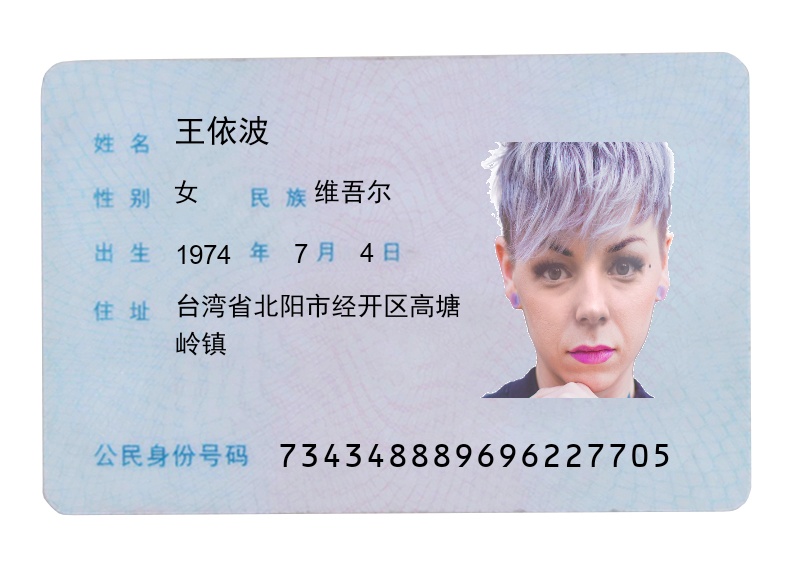 姓名 王依波
性别 女 民族 维吾尔
出生 1974 年 7 月 4 日
住址 台湾省北阳市经开区高塘
岭镇
公民身份号码 734348889696227705